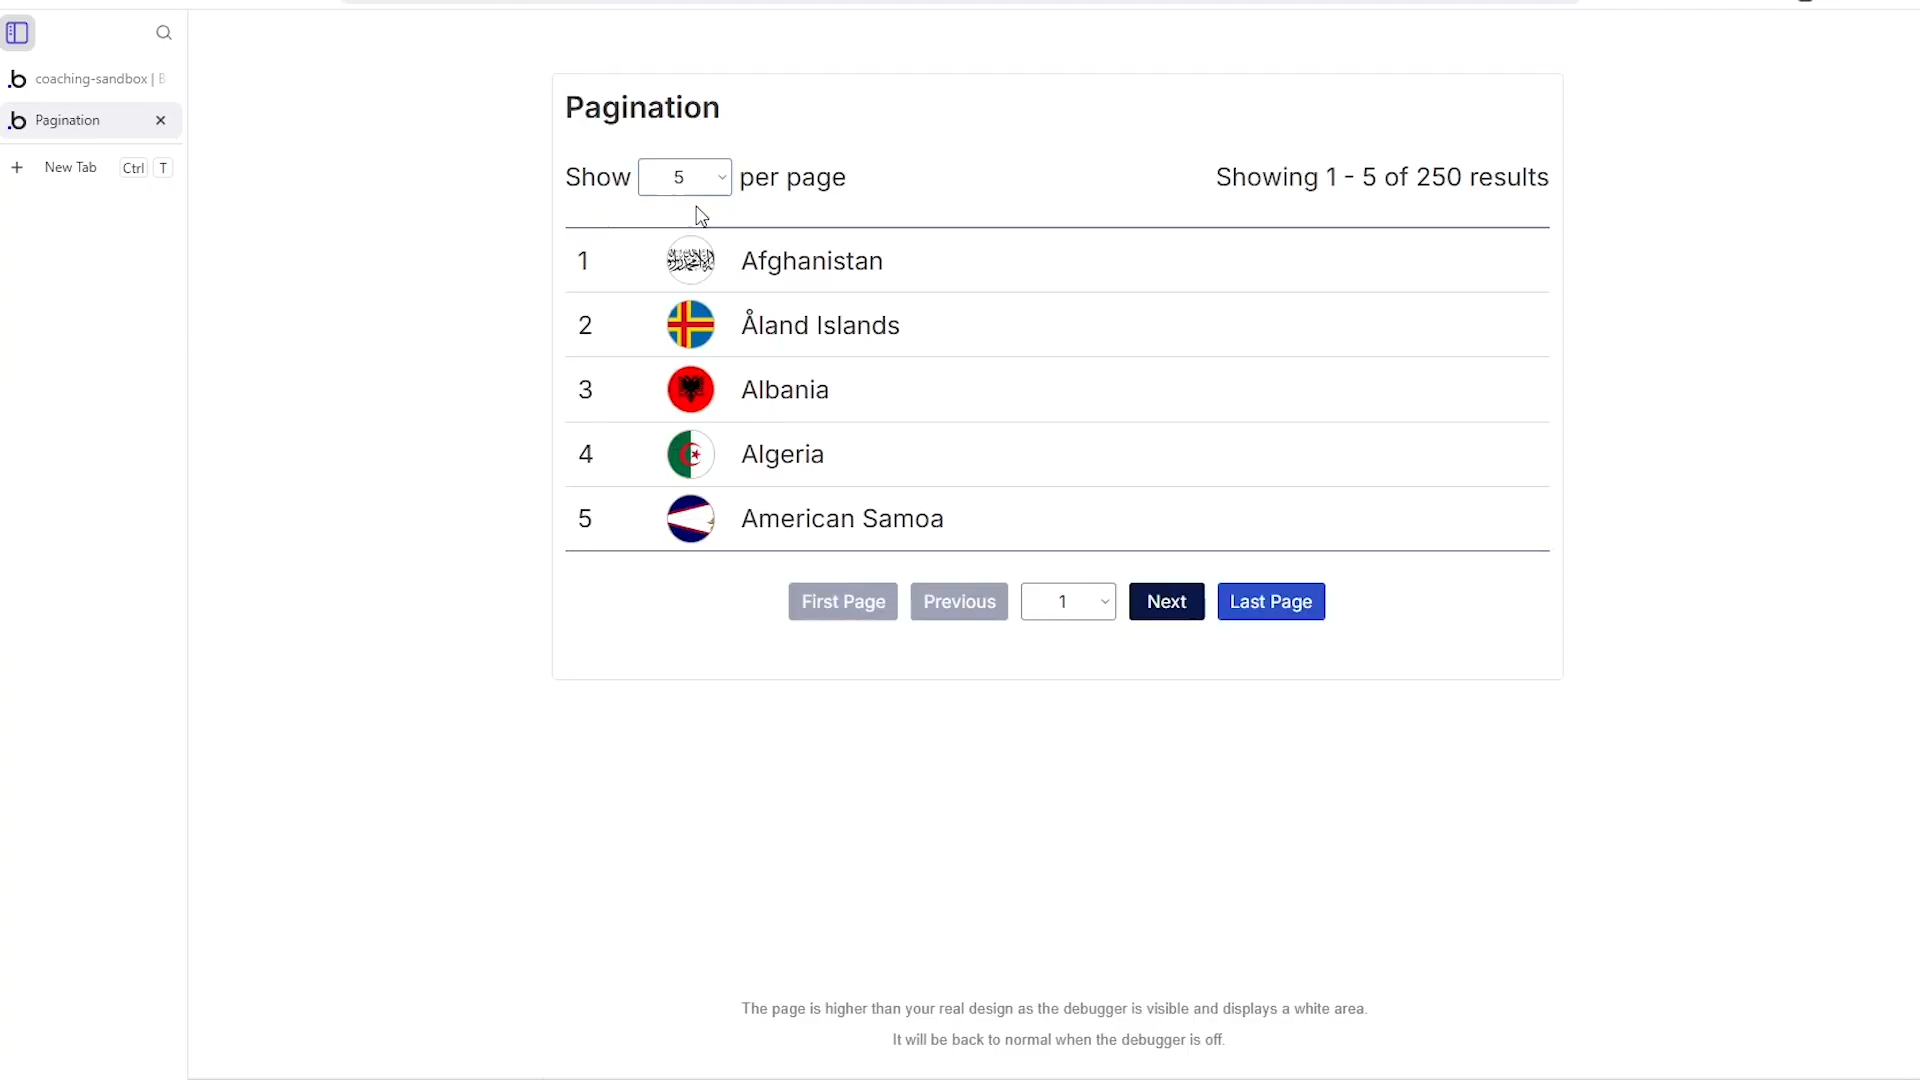 coaching-sandbox | B
Pagination
New Tab Ctrl T
Pagination
Show 5 per page Showing 1 - 5 of 250 results
1 Afghanistan
2 Åland Islands
3 Albania
4 Algeria
5 American Samoa
First Page Previous 1 Next Last Page
The page is higher than your real design as the debugger is visible and displays a white area.
It will be back to normal when the debugger is off.